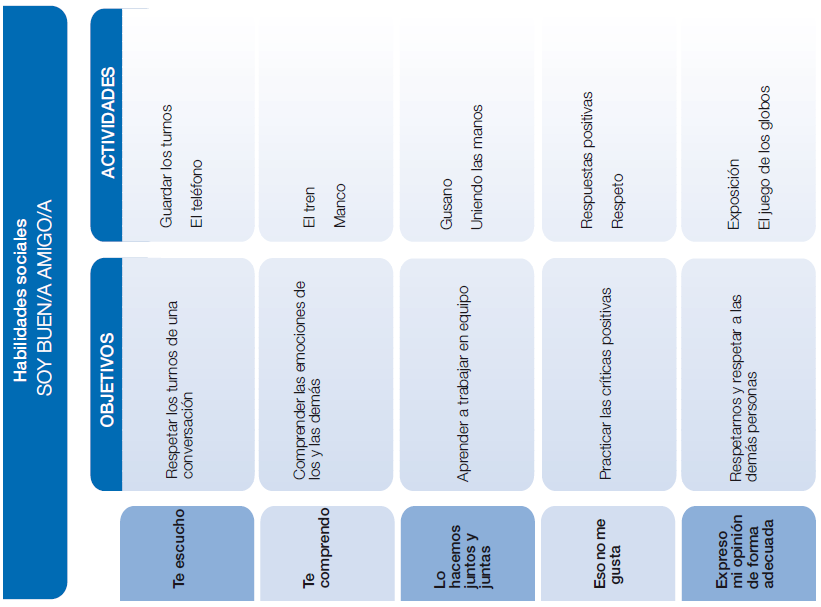 Habilidades sociales
SOY BUEN/A AMIGO/A
OBJETIVOS
ACTIVIDADES
Te escucho
Respetar los turnos de una
conversación
Guardar los turnos
El teléfono
Te
comprendo
Comprender las emociones de
los y las demás
El tren
Manco
Lo
hacemos
juntos y
juntas
Aprender a trabajar en equipo
Gusano
Uniendo las manos
Eso no me
gusta
Practicar las críticas positivas
Respuestas positivas
Respeto
Expreso
mi opinión
de forma
adecuada
Respetarnos y respetar a las
demás personas
Exposición
El juego de los globos